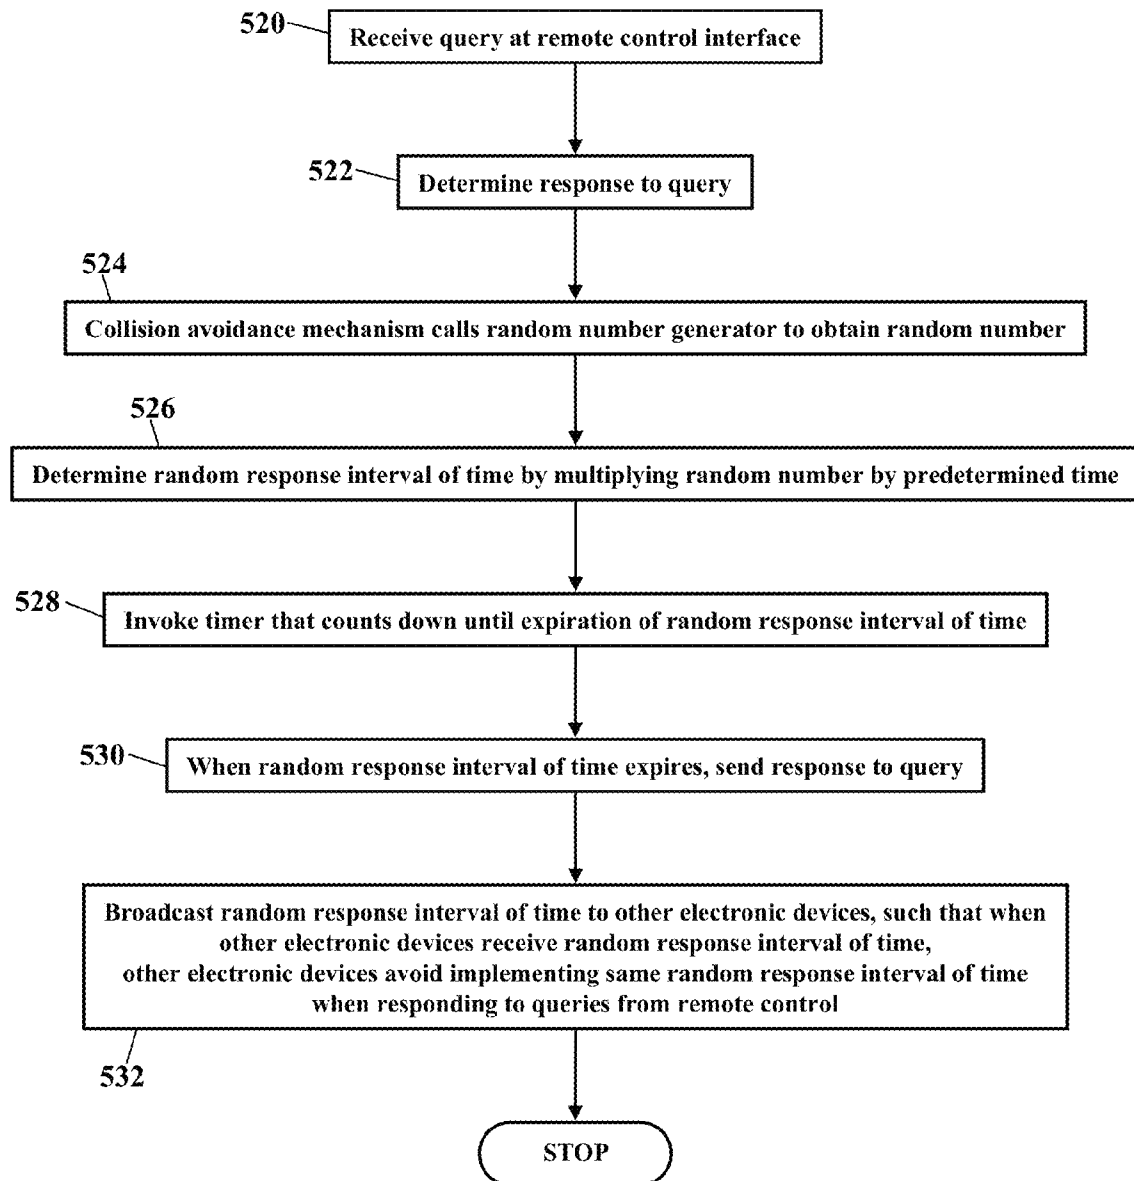 520
Receive query at remote control interface
522
Determine response to query
524
Collision avoidance mechanism calls random number generator to obtain random number
526
Determine random response interval of time by multiplying random number by predetermined time
528
Invoke timer that counts down until expiration of random response interval of time
530
When random response interval of time expires, send response to query
Broadcast random response interval of time to other electronic devices, such that when
other electronic devices receive random response interval of time,
other electronic devices avoid implementing same random response interval of time
when responding to queries from remote control
532
STOP